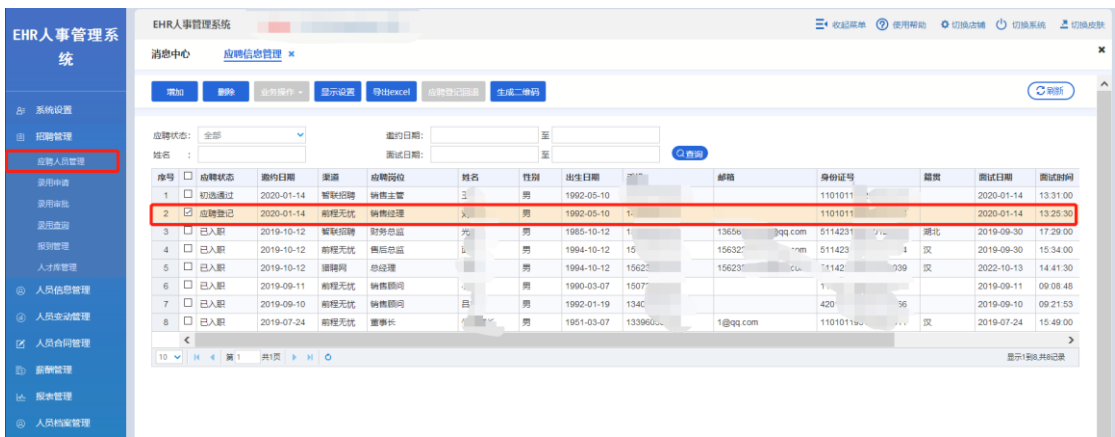 EHR人事管理系统
EHR人事管理系统 收起菜单 使用帮助 切换店铺 切换系统 切换皮肤
消息中心 应聘信息管理 ×
增加 删除 业务操作 显示设置 导出excel 应聘登记回退 生成二维码 刷新
系统设置
招聘管理
应聘人员管理
录用申请
录用审批
录用查询
报到管理
人才库管理
人员信息管理
人员变动管理
人员合同管理
薪酬管理
报表管理
人员档案管理
应聘状态: 全部 邀约日期: 至
姓名 : 面试日期: 至 查询
序号 应聘状态 邀约日期 渠道 应聘岗位 姓名 性别 出生日期 邮箱 身份证号 籍贯 面试日期 面试时间
1 初选通过 2020-01-14 智联招聘 销售主管 男 1992-05-10 2020-01-14 13:31:00
2 应聘登记 2020-01-14 前程无忧 销售经理 男 1992-05-10 2020-01-14 13:25:30
3 已入职 2019-10-12 智联招聘 财务总监 男 1985-10-12 qq.com 湖北 2019-09-30 17:29:00
4 已入职 2019-10-12 前程无忧 售后总监 男 1994-10-12 com 汉 2019-09-30 15:34:00
5 已入职 2019-10-12 猎聘网 总经理 男 1994-10-12 汉 2022-10-13 14:41:30
6 已入职 2019-09-11 前程无忧 销售顾问 男 1990-03-07 2019-09-11 09:08:48
7 已入职 2019-09-10 前程无忧 销售顾问 男 1992-01-19 2019-09-10 09:21:53
8 已入职 2019-07-24 前程无忧 董事长 男 1951-03-07 1@qq.com 汉 2019-07-24 15:49:00
10 第 1 共1页 显示1到8,共8记录